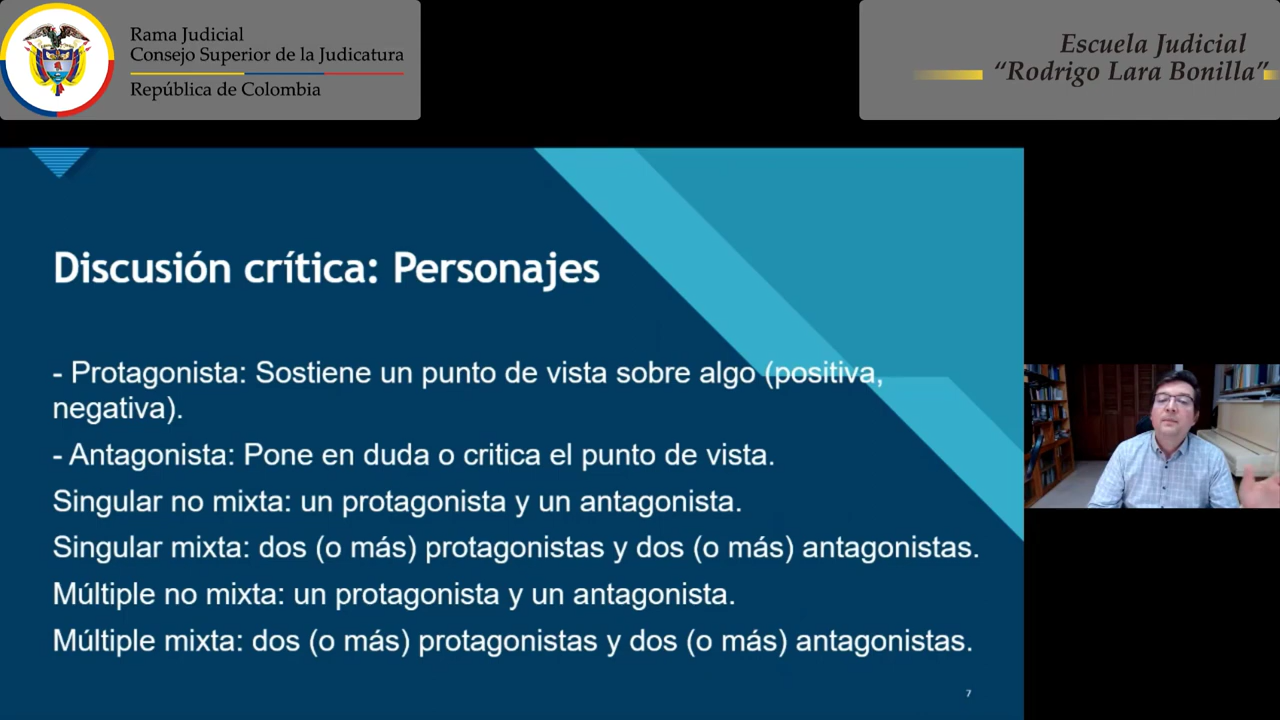 Rama Judicial
Consejo Superior de la Judicatura
República de Colombia
Escuela Judicial
“Rodrigo Lara Bonilla”
Discusión crítica: Personajes
- Protagonista: Sostiene un punto de vista sobre algo (positiva,
negativa).
- Antagonista: Pone en duda o critica el punto de vista.
Singular no mixta: un protagonista y un antagonista.
Singular mixta: dos (o más) protagonistas y dos (o más) antagonistas.
Múltiple no mixta: un protagonista y un antagonista.
Múltiple mixta: dos (o más) protagonistas y dos (o más) antagonistas.
7